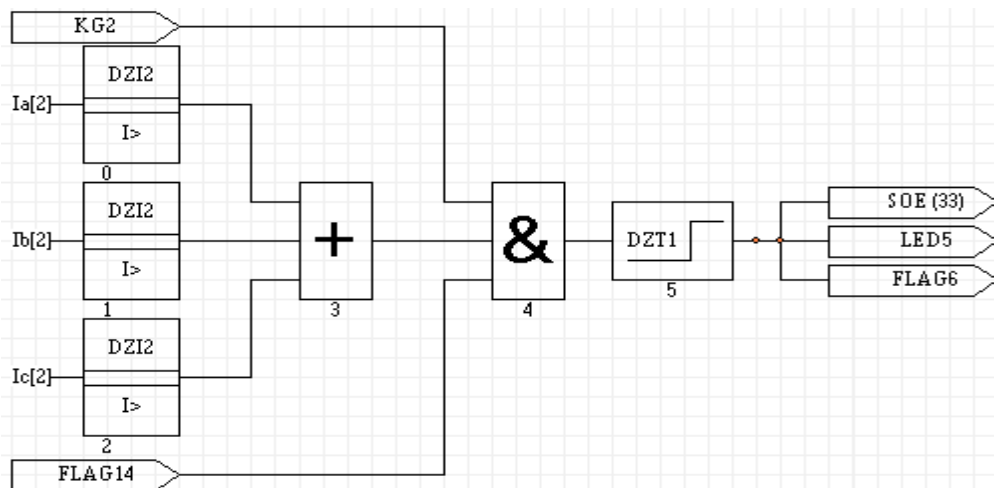 KG2
DZI2
Ia[2]
I>
0
DZI2
Ib[2]
I>
1
DZI2
Ic[2]
I>
2
FLAG14
+
3
&
4
DZT1
5
SOE (33)
LED5
FLAG6